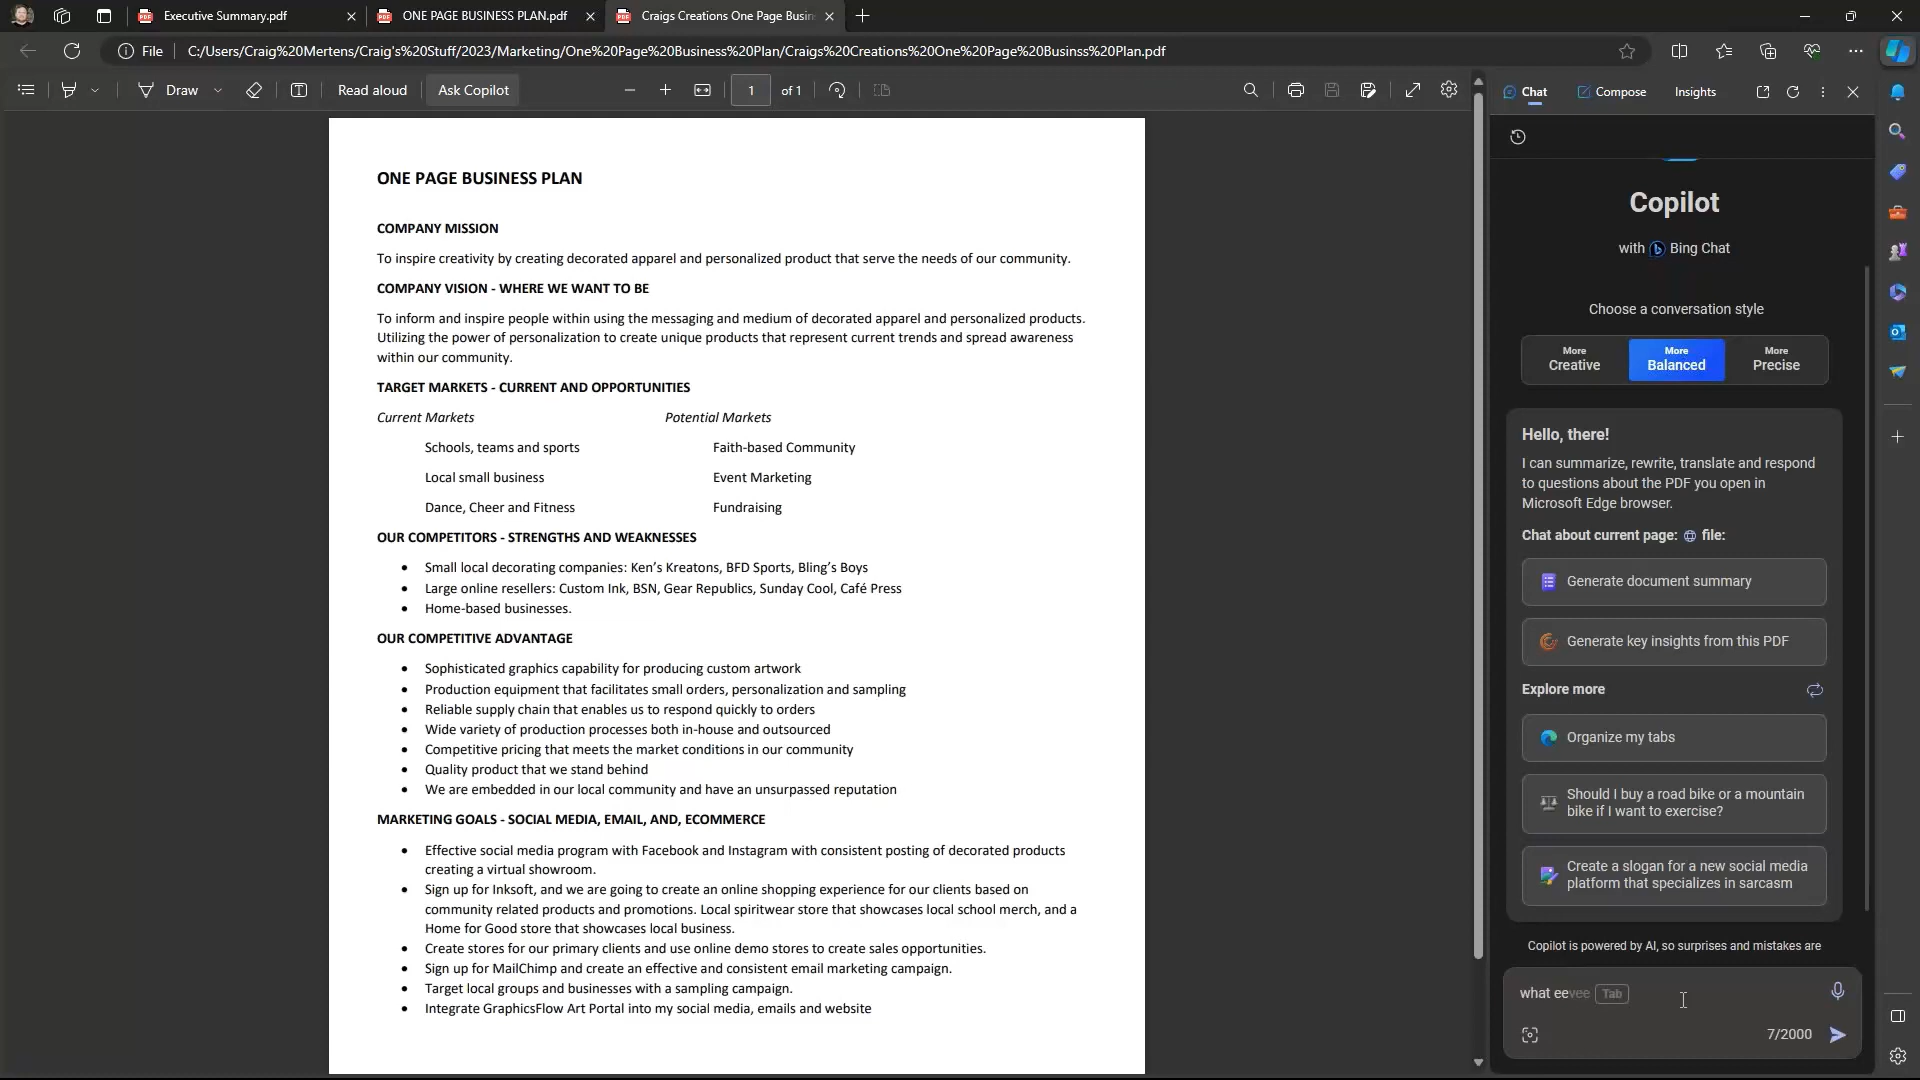 Executive Summary.pdf
ONE PAGE BUSINESS PLAN.pdf
Craigs Creations One Page Busin
File
C:/Users/Craig%20Mertens/Craig's%20Stuff/2023/Marketing/One%20Page%20Business%20Plan/Craigs%20Creations%20One%20Page%20Businss%20Plan.pdf
Draw
Read aloud
Ask Copilot
1
of 1
Chat
Compose
Insights
ONE PAGE BUSINESS PLAN
COMPANY MISSION
To inspire creativity by creating decorated apparel and personalized product that serve the needs of our community.
COMPANY VISION - WHERE WE WANT TO BE
To inform and inspire people within using the messaging and medium of decorated apparel and personalized products.
Utilizing the power of personalization to create unique products that represent current trends and spread awareness
within our community.
TARGET MARKETS - CURRENT AND OPPORTUNITIES
Current Markets Potential Markets
Schools, teams and sports Faith-based Community
Local small business Event Marketing
Dance, Cheer and Fitness Fundraising
OUR COMPETITORS - STRENGTHS AND WEAKNESSES
• Small local decorating companies: Ken's Kreatons, BFD Sports, Bling's Boys
• Large online resellers: Custom Ink, BSN, Gear Republics, Sunday Cool, Café Press
• Home-based businesses.
OUR COMPETITIVE ADVANTAGE
• Sophisticated graphics capability for producing custom artwork
• Production equipment that facilitates small orders, personalization and sampling
• Reliable supply chain that enables us to respond quickly to orders
• Wide variety of production processes both in-house and outsourced
• Competitive pricing that meets the market conditions in our community
• Quality product that we stand behind
• We are embedded in our local community and have an unsurpassed reputation
MARKETING GOALS - SOCIAL MEDIA, EMAIL, AND, ECOMMERCE
• Effective social media program with Facebook and Instagram with consistent posting of decorated products
creating a virtual showroom.
• Sign up for Inksoft, and we are going to create an online shopping experience for our clients based on
community related products and promotions. Local spiritwear store that showcases local school merch, and a
Home for Good store that showcases local business.
• Create stores for our primary clients and use online demo stores to create sales opportunities.
• Sign up for MailChimp and create an effective and consistent email marketing campaign.
• Target local groups and businesses with a sampling campaign.
• Integrate GraphicsFlow Art Portal into my social media, emails and website
Copilot
with Bing Chat
Choose a conversation style
More Creative
More Balanced
More Precise
Hello, there!
I can summarize, rewrite, translate and respond
to questions about the PDF you open in
Microsoft Edge browser.
Chat about current page: file:
Generate document summary
Generate key insights from this PDF
Explore more
Organize my tabs
Should I buy a road bike or a mountain
bike if I want to exercise?
Create a slogan for a new social media
platform that specializes in sarcasm
Copilot is powered by AI, so surprises and mistakes are
what eevee Tab
7/2000